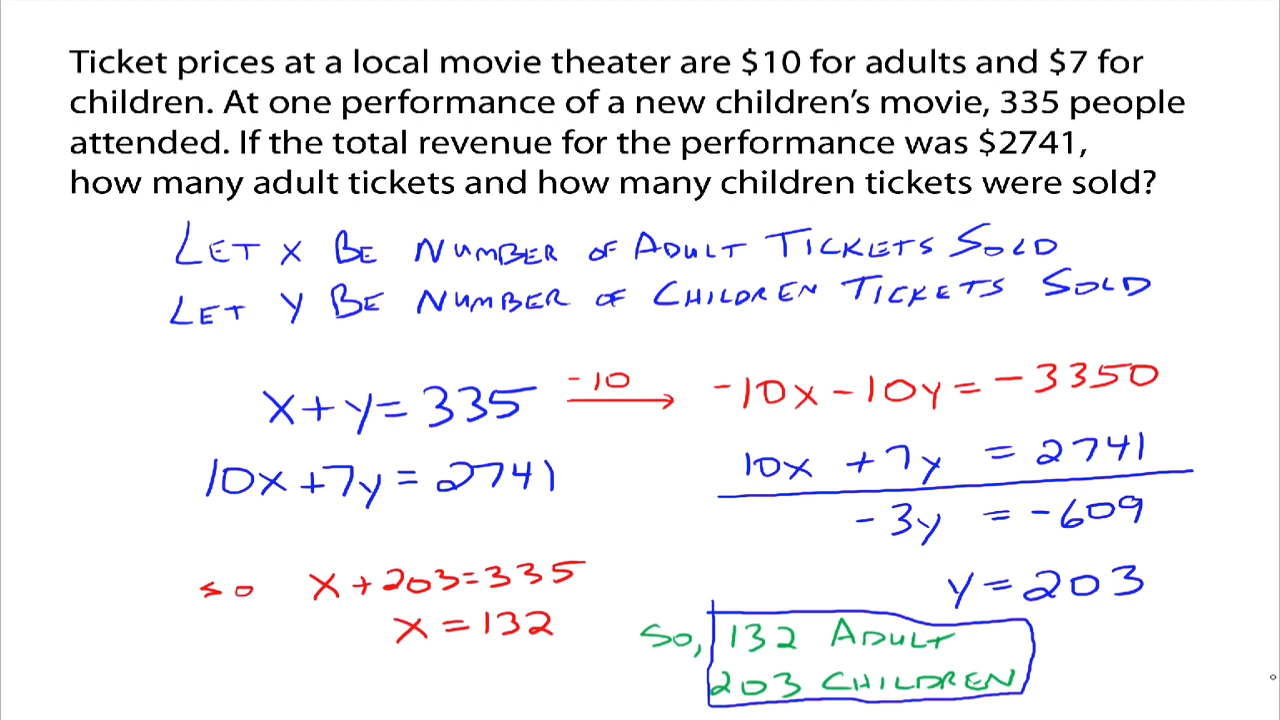 Ticket prices at a local movie theater are $10 for adults and $7 for
children. At one performance of a new children's movie, 335 people
attended. If the total revenue for the performance was $2741,
how many adult tickets and how many children tickets were sold?
LET X BE NUMBER OF ADULT TICKETS SOLD
LET Y BE NUMBER OF CHILDREN TICKETS SOLD
x+y=335
-10
-10x-10y=-3350
10x+7y=2741
10x +7y = 2741
-3y = -609
y=203
so x+203=335
x=132
So, 132 ADULT
203 CHILDREN